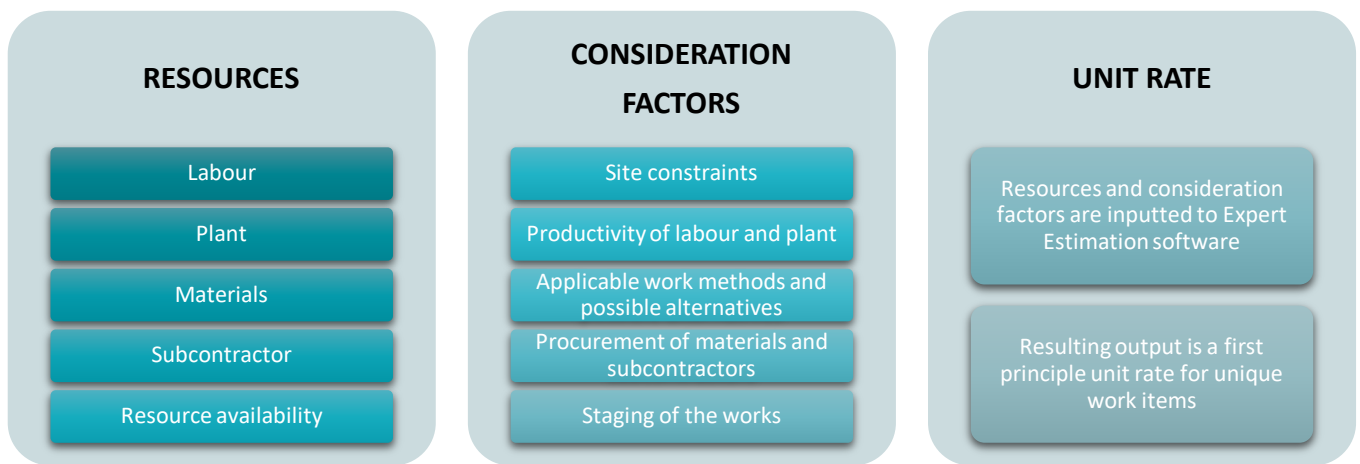 RESOURCES
Labour
Plant
Materials
Subcontractor
Resource availability
CONSIDERATION
FACTORS
Site constraints
Productivity of labour and plant
Applicable work methods and
possible alternatives
Procurement of materials and
subcontractors
Staging of the works
UNIT RATE
Resources and consideration
factors are inputted to Expert
Estimation software
Resulting output is a first
principle unit rate for unique
work items